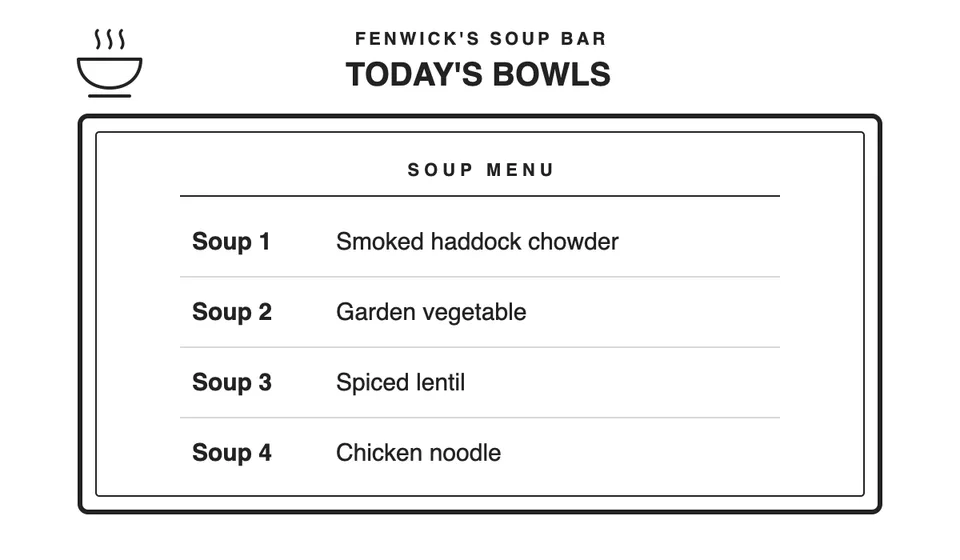 FENWICK'S SOUP BAR
TODAY'S BOWLS
SOUP MENU
Soup 1 Smoked haddock chowder
Soup 2 Garden vegetable
Soup 3 Spiced lentil
Soup 4 Chicken noodle